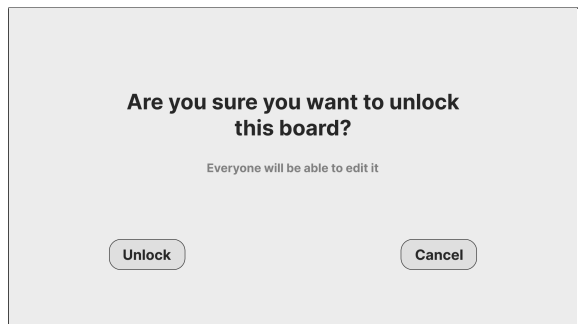 Are you sure you want to unlock
this board?
Everyone will be able to edit it
Unlock
Cancel